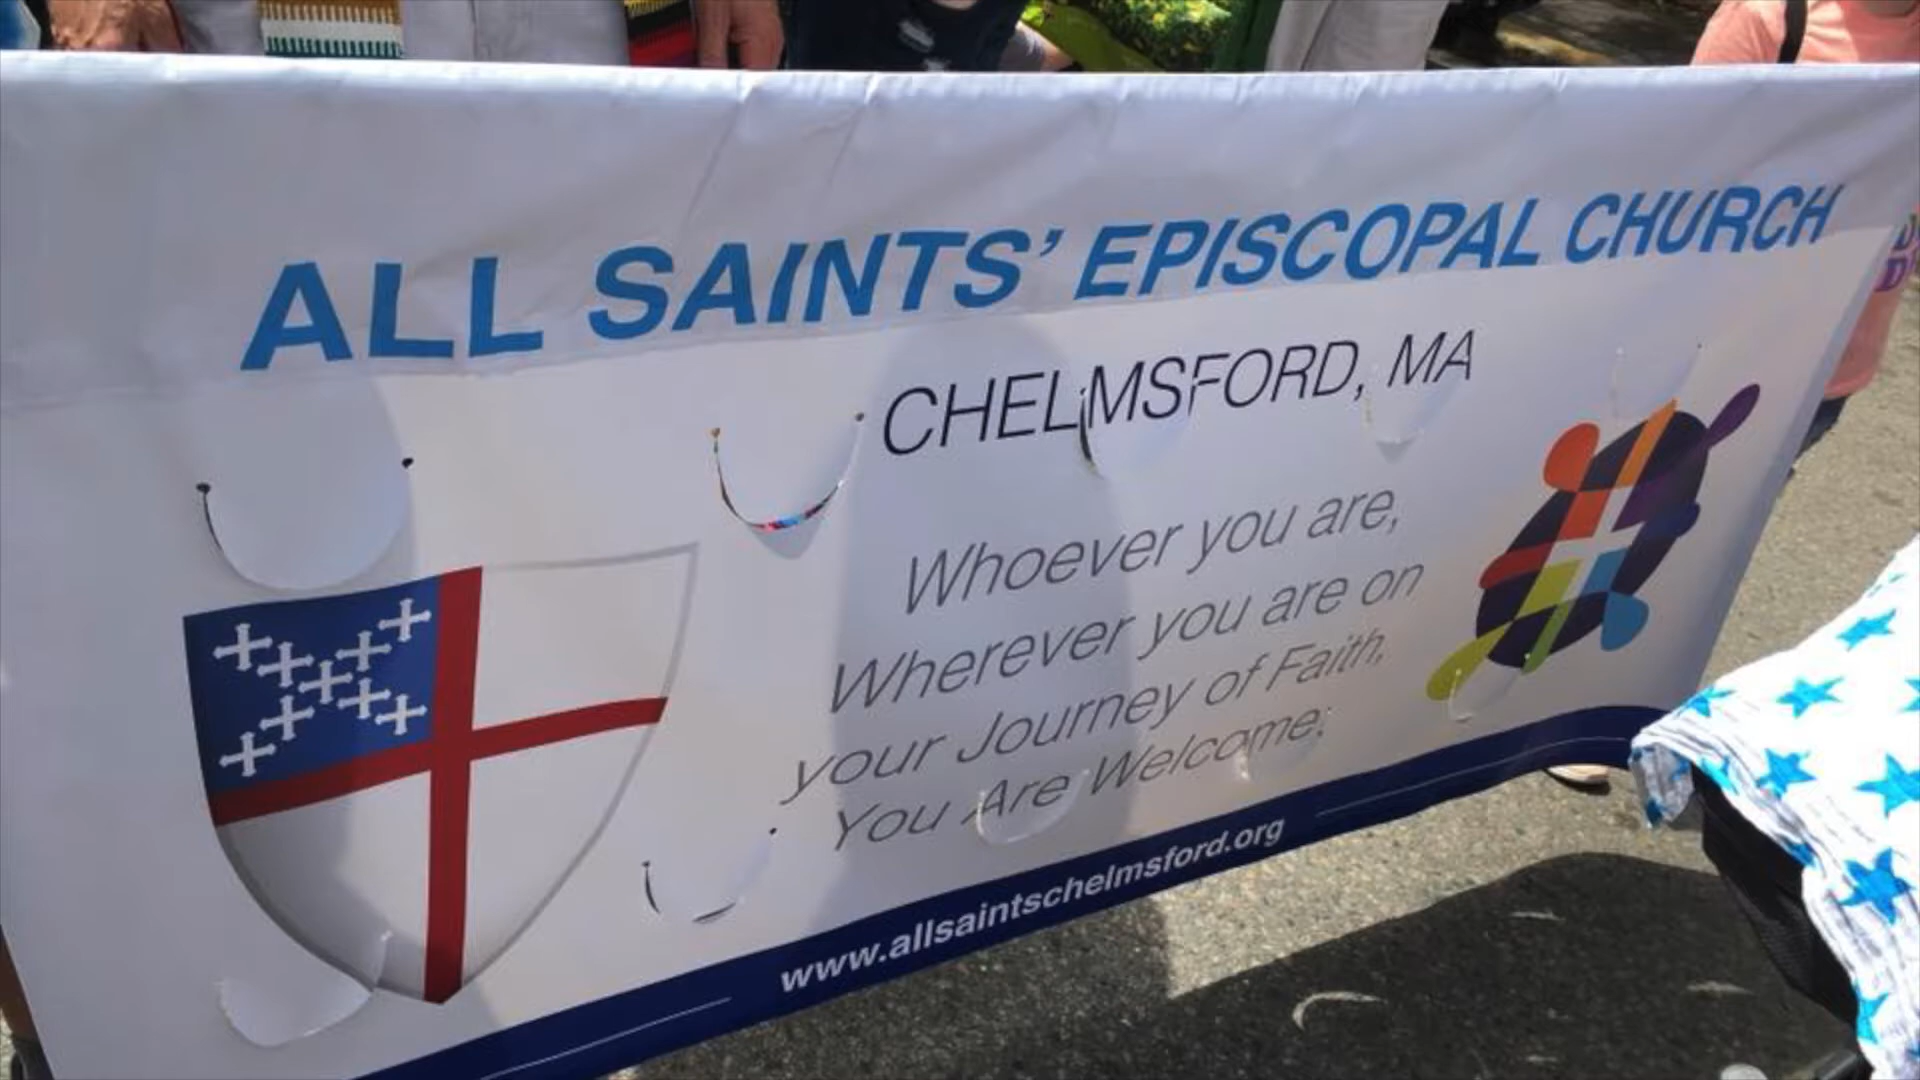 ALL SAINTS' EPISCOPAL CHURCH
CHELMSFORD, MA
Whoever you are,
Wherever you are on
your Journey of Faith,
You Are Welcome!
www.allsaintschelmsford.org